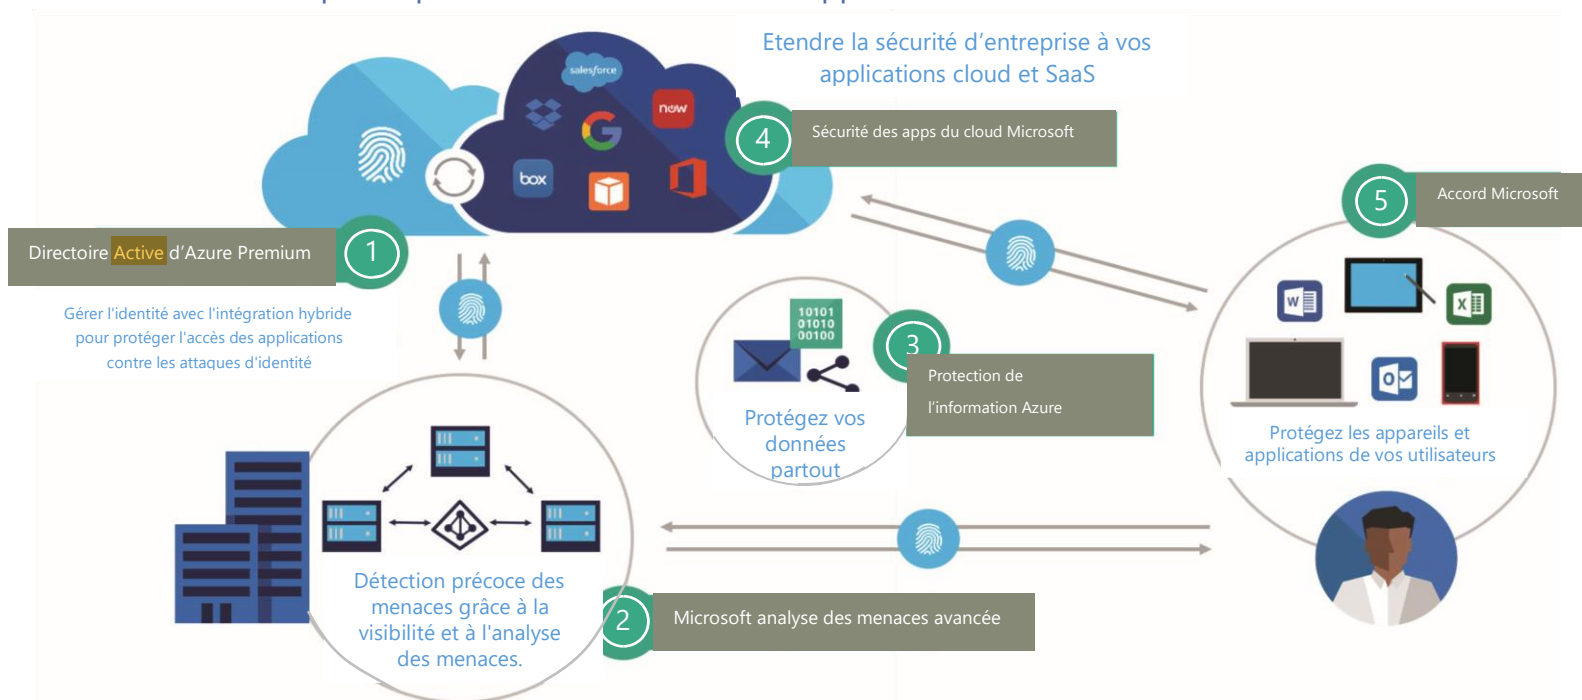 Etendre la sécurité d'entreprise à vos
applications cloud et SaaS
salesforce
now
box
4
Sécurité des apps du cloud Microsoft
5
Accord Microsoft
Directoire Active d'Azure Premium
1
Gérer l'identité avec l'intégration hybride
pour protéger l'accès des applications
contre les attaques d'identité
10101
01010
00100
3
Protection de
l'information Azure
Protégez vos
données
partout
W
X
O
Protégez les appareils et
applications de vos utilisateurs
Détection précoce des
menaces grâce à la
visibilité et à l'analyse
des menaces.
2
Microsoft analyse des menaces avancée